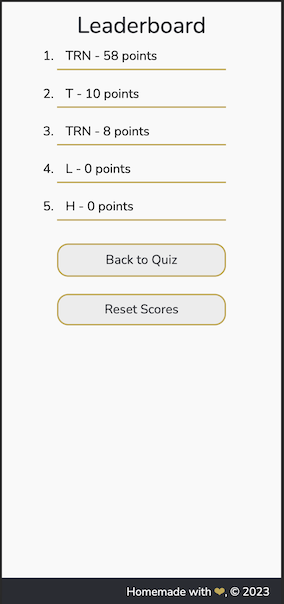 Leaderboard
1. TRN - 58 points
2. T - 10 points
3. TRN - 8 points
4. L - 0 points
5. H - 0 points
Back to Quiz
Reset Scores
Homemade with ❤, © 2023